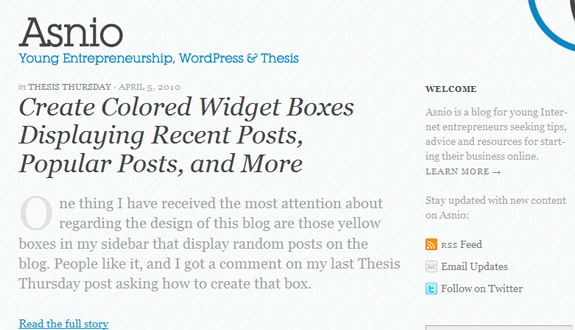 Asnio
Young Entrepreneurship, WordPress & Thesis
in THESIS THURSDAY - APRIL 5, 2010
Create Colored Widget Boxes
Displaying Recent Posts,
Popular Posts, and More
One thing I have received the most attention about
regarding the design of this blog are those yellow
boxes in my sidebar that display random posts on the
blog. People like it, and I got a comment on my last Thesis
Thursday post asking how to create that box.
Read the full story
WELCOME
Asnio is a blog for young Inter-
net entrepreneurs seeking tips,
advice and resources for start-
ing their business online.
LEARN MORE →
Stay updated with new content
on Asnio:
RSS Feed
Email Updates
Follow on Twitter